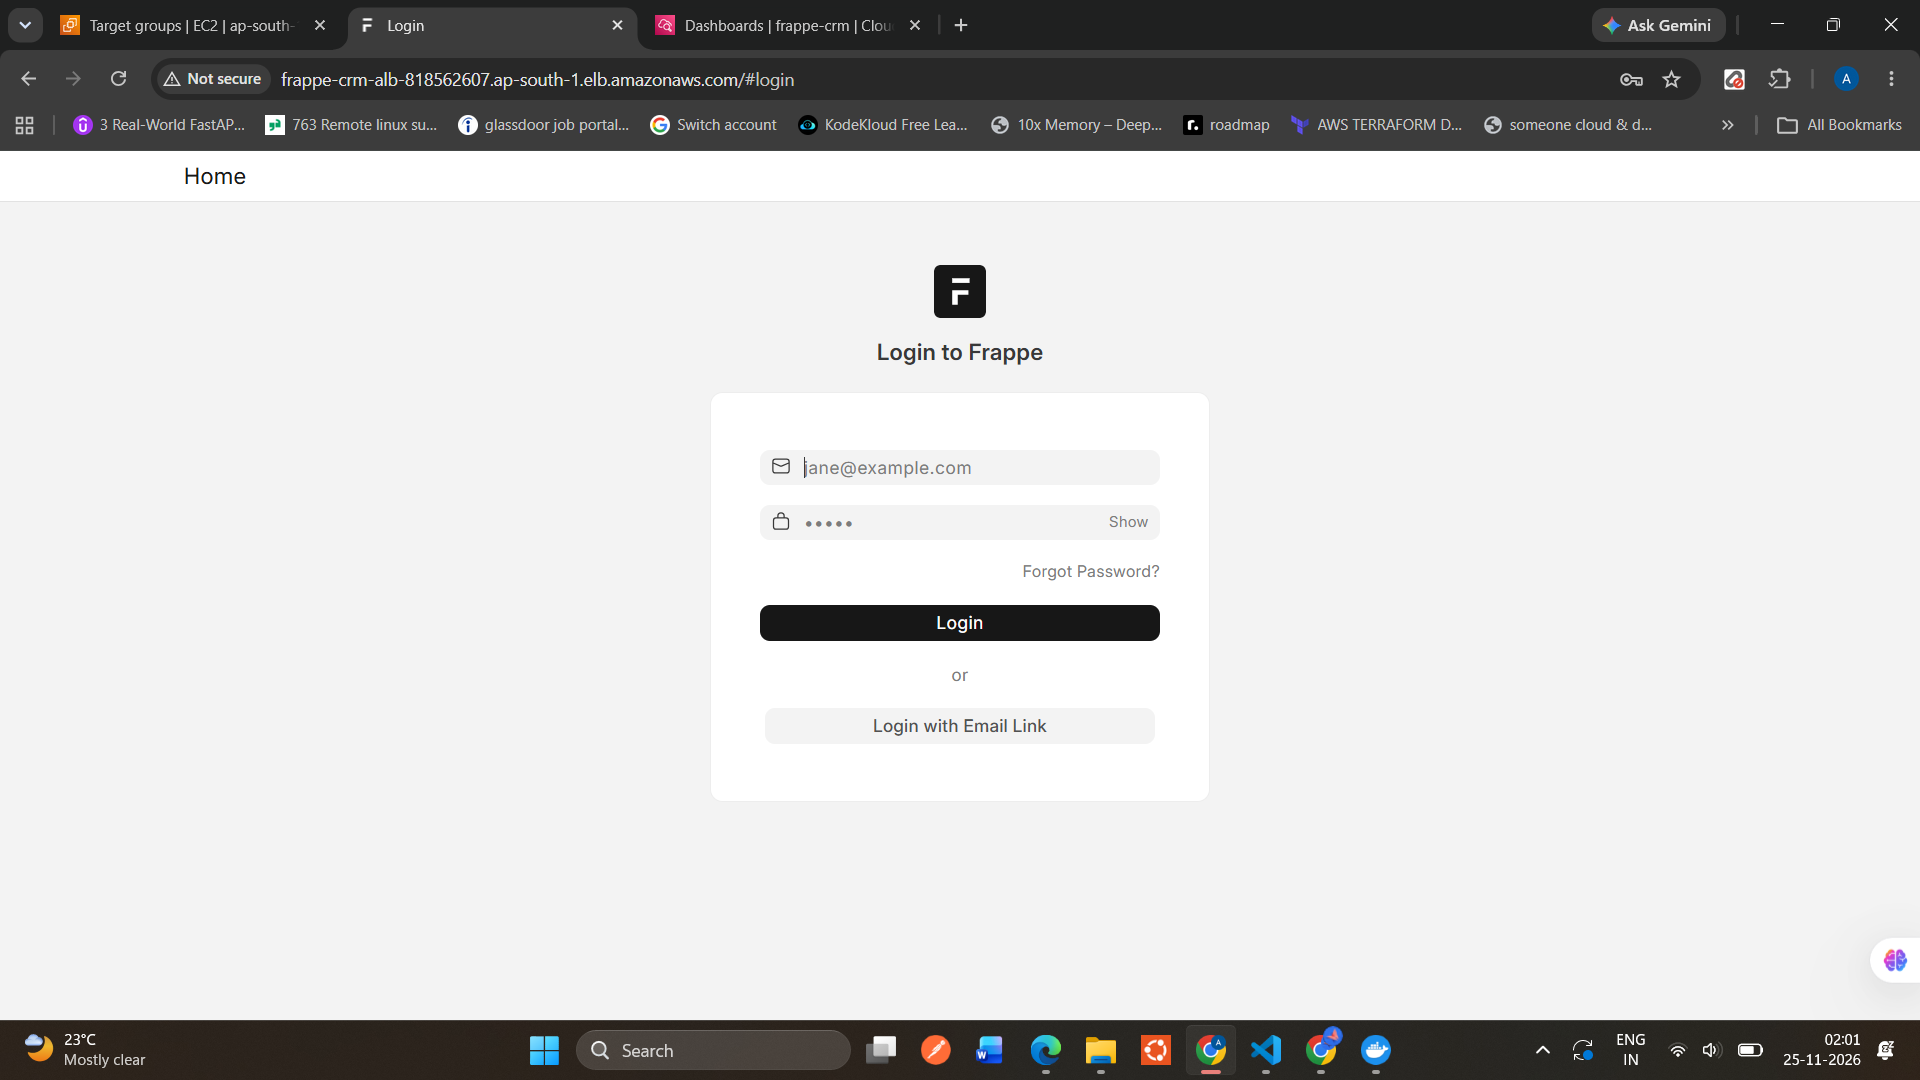 Target groups | EC2 | ap-south-
Login
Dashboards | frappe-crm | Clou
Ask Gemini
Not secure
frappe-crm-alb-818562607.ap-south-1.elb.amazonaws.com/#login
A
3 Real-World FastAP...
763 Remote linux su...
glassdoor job portal...
Switch account
KodeKloud Free Lea...
10x Memory – Deep...
roadmap
AWS TERRAFORM D...
someone cloud & d...
All Bookmarks
Home
Login to Frappe
jane@example.com
Show
Forgot Password?
Login
or
Login with Email Link
23°C
Mostly clear
Search
ENG
IN
02:01
25-11-2026